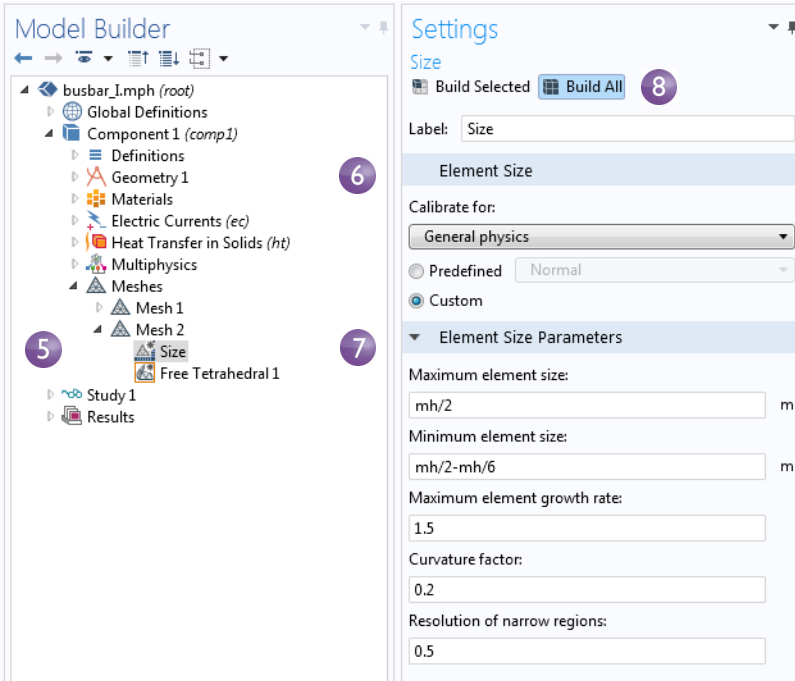 Model Builder
busbar_I.mph (root)
Global Definitions
Component 1 (comp1)
Definitions
Geometry 1
6
Materials
Electric Currents (ec)
Heat Transfer in Solids (ht)
Multiphysics
Meshes
Mesh 1
Mesh 2
5
7
Size
Free Tetrahedral 1
Study 1
Results
Settings
Size
Build Selected
Build All
8
Label: Size
Element Size
Calibrate for:
General physics
Predefined Normal
Custom
Element Size Parameters
Maximum element size:
mh/2 m
Minimum element size:
mh/2-mh/6 m
Maximum element growth rate:
1.5
Curvature factor:
0.2
Resolution of narrow regions:
0.5